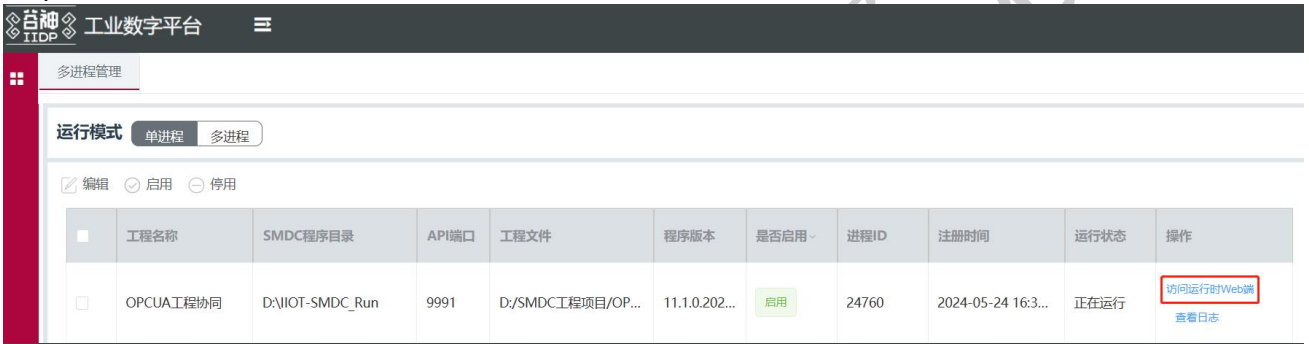 谷神 工业数字平台
IIDP
多进程管理
运行模式 单进程 多进程
编辑 启用 停用
工程名称 SMDC程序目录 API端口 工程文件 程序版本 是否启用 进程ID 注册时间 运行状态 操作
OPCUA工程协同 D:\IIOT-SMDC_Run 9991 D:/SMDC工程项目/OP... 11.1.0.202... 启用 24760 2024-05-24 16:3... 正在运行 访问运行时Web端
查看日志